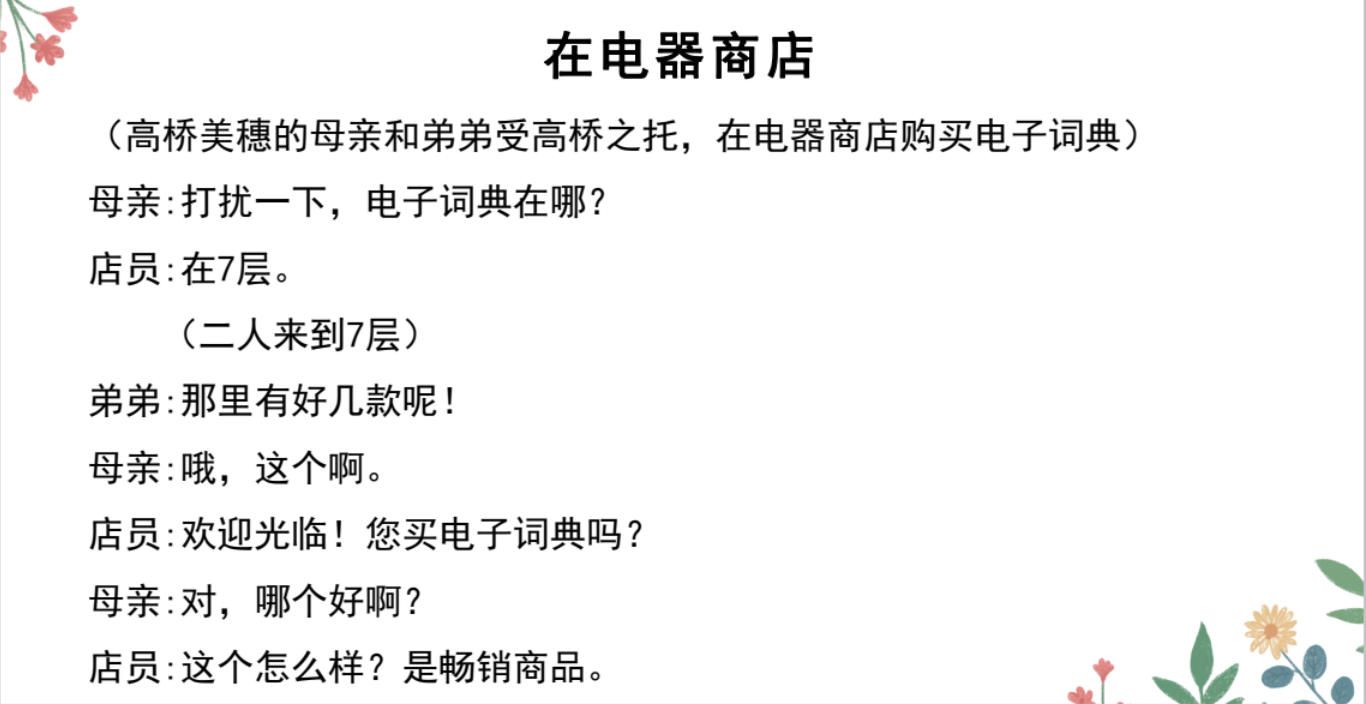 在电器商店
（高桥美穗的母亲和弟弟受高桥之托，在电器商店购买电子词典）
母亲:打扰一下，电子词典在哪？
店员:在7层。
（二人来到7层）
弟弟:那里有好几款呢！
母亲:哦，这个啊。
店员:欢迎光临！您买电子词典吗？
母亲:对，哪个好啊？
店员:这个怎么样？是畅销商品。